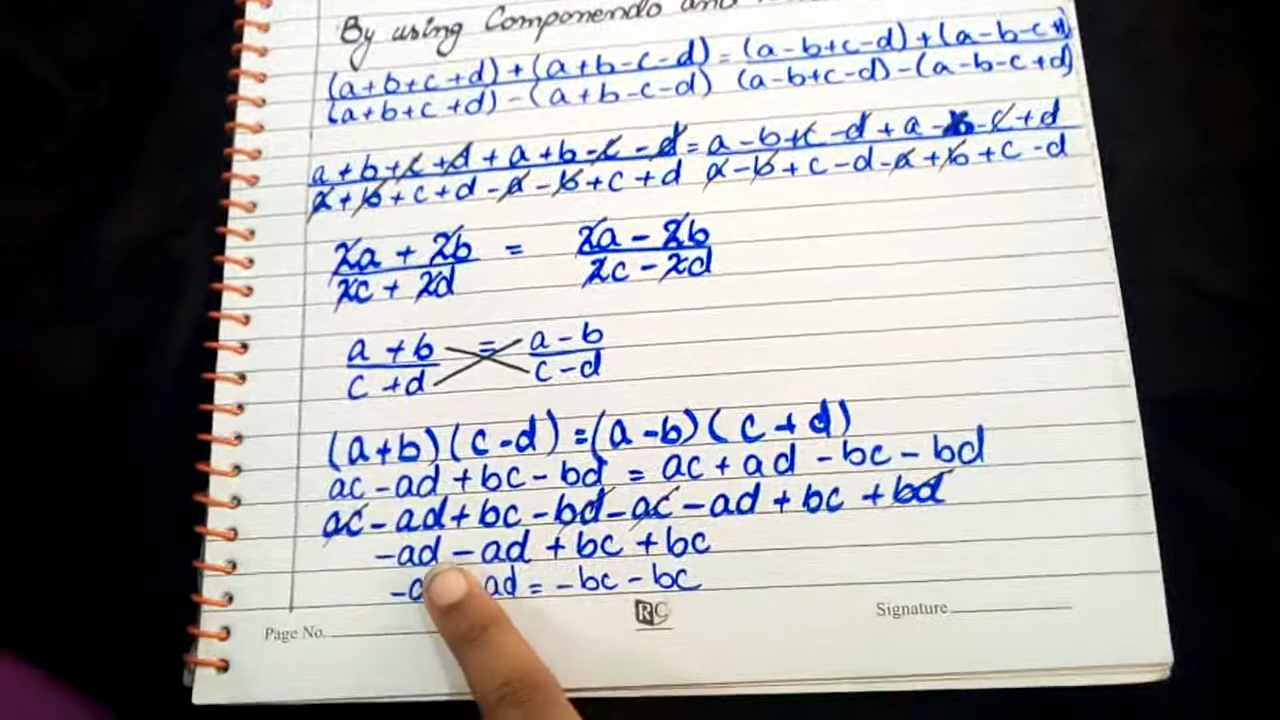 By using Componendo and
(a+b+c+d)+(a+b-c-d) = (a-b+c-d)+(a-b-c+d)
(a+b+c+d)-(a+b-c-d) (a-b+c-d)-(a-b-c+d)
a+b+c+d+a+b-c-d = a-b+c-d+a-b-c+d
a+b+c+d-a-b+c+d a-b+c-d-a+b+c-d
2a + 2b = 2a - 2b
2c + 2d 2c - 2d
a + b = a - b
c + d c - d
(a+b)(c-d)=(a-b)(c+d)
ac-ad+bc-bd = ac+ad-bc-bd
ac-ad+bc-bd-ac-ad+bc+bd
-ad-ad+bc+bc
ad = -bc-bc
Page No.
RC
Signature